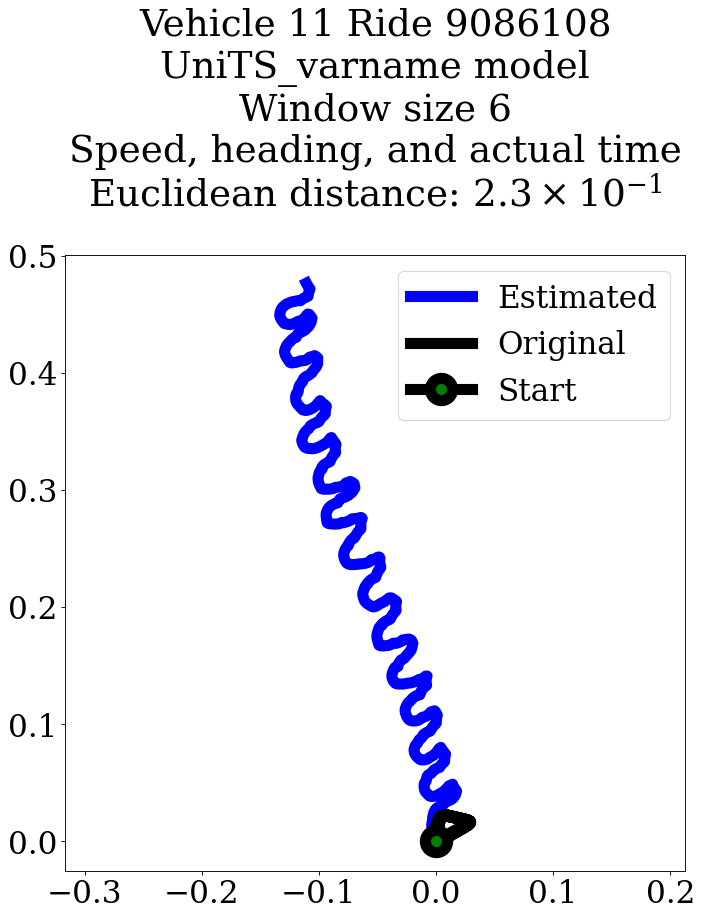 Vehicle 11 Ride 9086108
UniTS_varname model
Window size 6
Speed, heading, and actual time
Euclidean distance: 2.3 × 10⁻¹
Estimated
Original
Start
0.5
0.4
0.3
0.2
0.1
0.0
−0.3 −0.2 −0.1 0.0 0.1 0.2